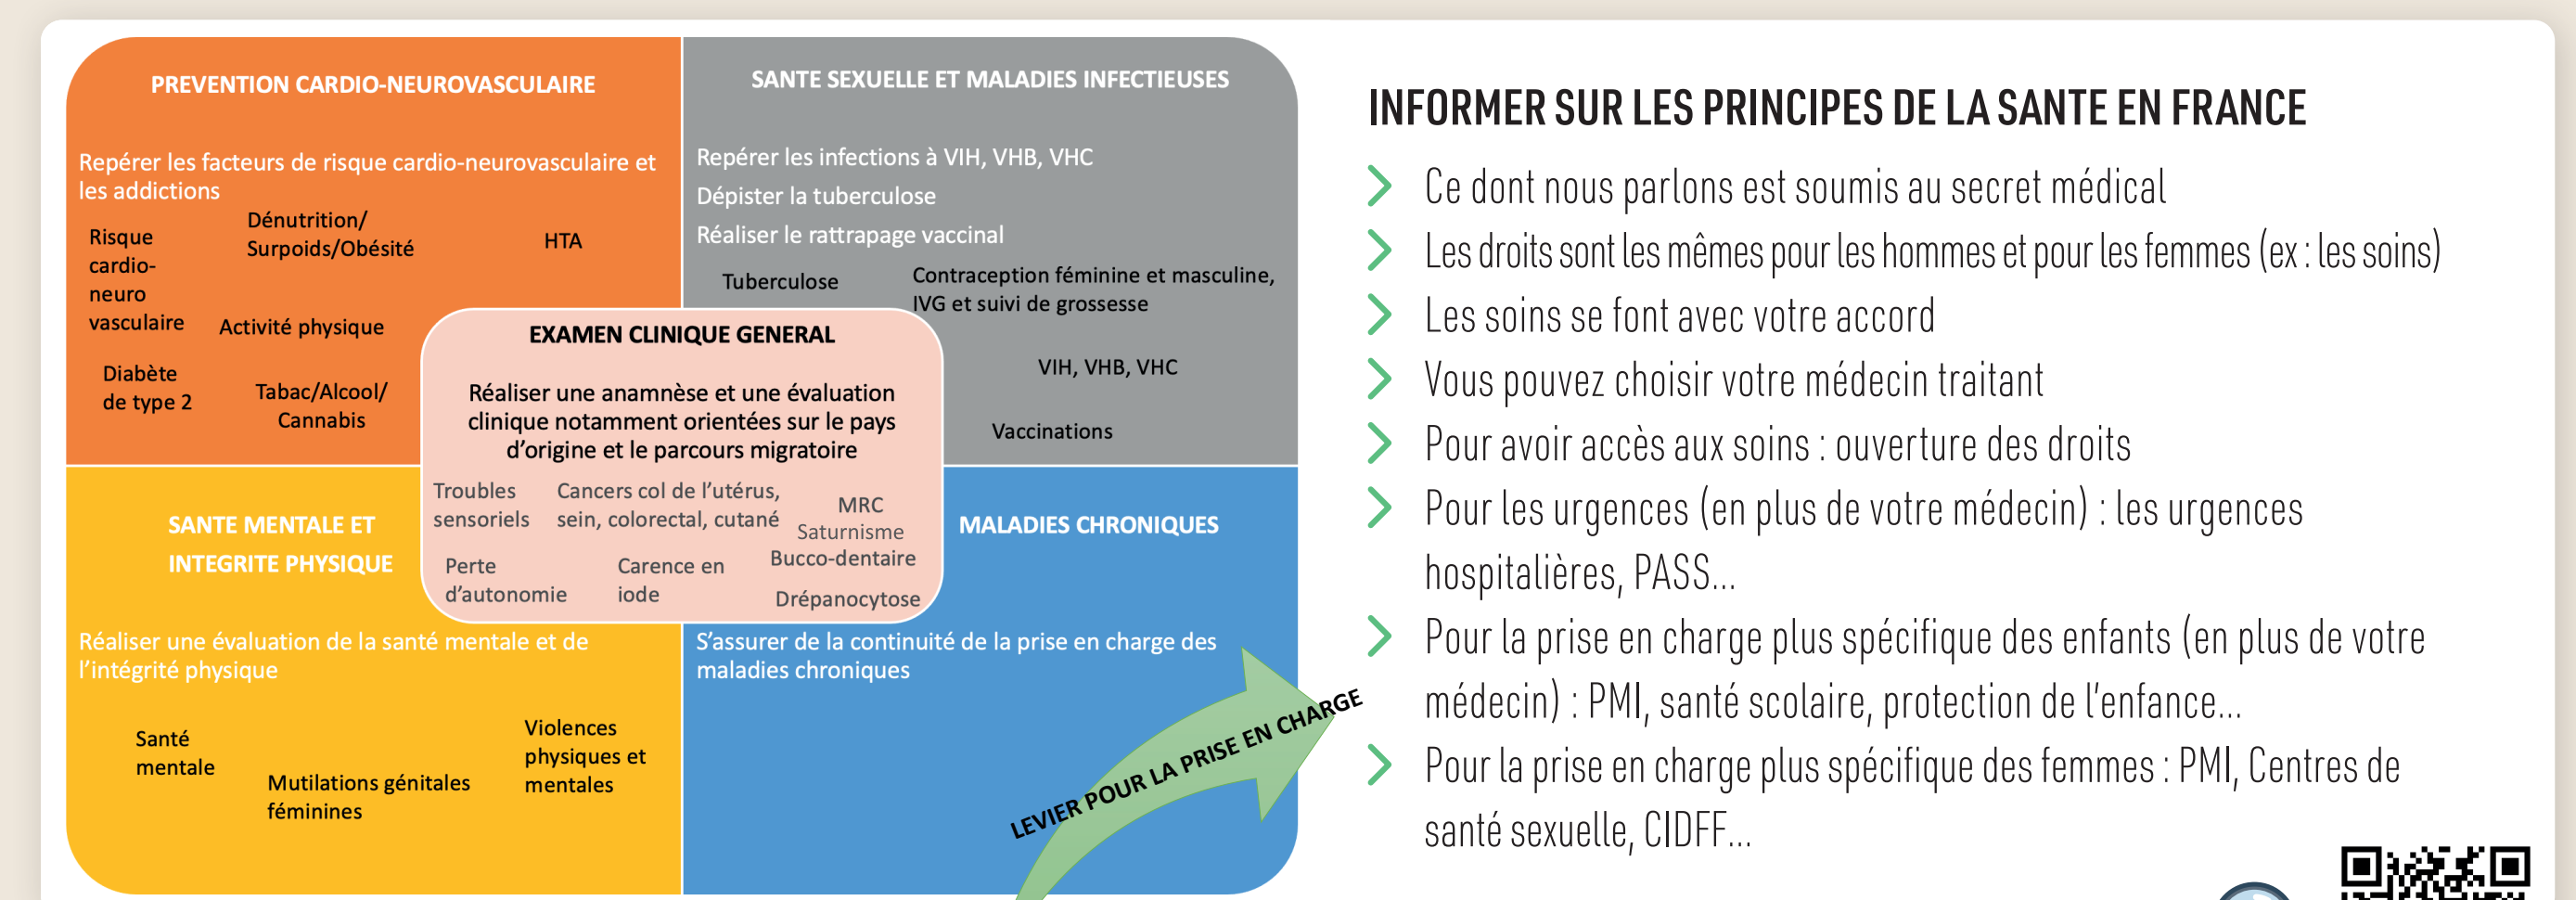 PREVENTION CARDIO-NEUROVASCULAIRE
Repérer les facteurs de risque cardio-neurovasculaire et
les addictions
Risque
cardio-
neuro
vasculaire
Dénutrition/
Surpoids/Obésité
HTA
Activité physique
Diabète
de type 2
Tabac/Alcool/
Cannabis
SANTE SEXUELLE ET MALADIES INFECTIEUSES
Repérer les infections à VIH, VHB, VHC
Dépister la tuberculose
Réaliser le rattrapage vaccinal
Tuberculose
Contraception féminine et masculine,
IVG et suivi de grossesse
VIH, VHB, VHC
Vaccinations
EXAMEN CLINIQUE GENERAL
Réaliser une anamnèse et une évaluation
clinique notamment orientées sur le pays
d’origine et le parcours migratoire
Troubles
sensoriels
Cancers col de l’utérus,
sein, colorectal, cutané
MRC
Saturnisme
Bucco-dentaire
Perte
d’autonomie
Carence en
iode
Drépanocytose
SANTE MENTALE ET
INTEGRITE PHYSIQUE
Réaliser une évaluation de la santé mentale et de
l’intégrité physique
Santé
mentale
Mutilations génitales
féminines
Violences
physiques et
mentales
MALADIES CHRONIQUES
S’assurer de la continuité de la prise en charge des
maladies chroniques
LEVIER POUR LA PRISE EN CHARGE
INFORMER SUR LES PRINCIPES DE LA SANTE EN FRANCE
Ce dont nous parlons est soumis au secret médical
Les droits sont les mêmes pour les hommes et pour les femmes (ex : les soins)
Les soins se font avec votre accord
Vous pouvez choisir votre médecin traitant
Pour avoir accès aux soins : ouverture des droits
Pour les urgences (en plus de votre médecin) : les urgences
hospitalières, PASS...
Pour la prise en charge plus spécifique des enfants (en plus de votre
médecin) : PMI, santé scolaire, protection de l’enfance...
Pour la prise en charge plus spécifique des femmes : PMI, Centres de
santé sexuelle, CIDFF...